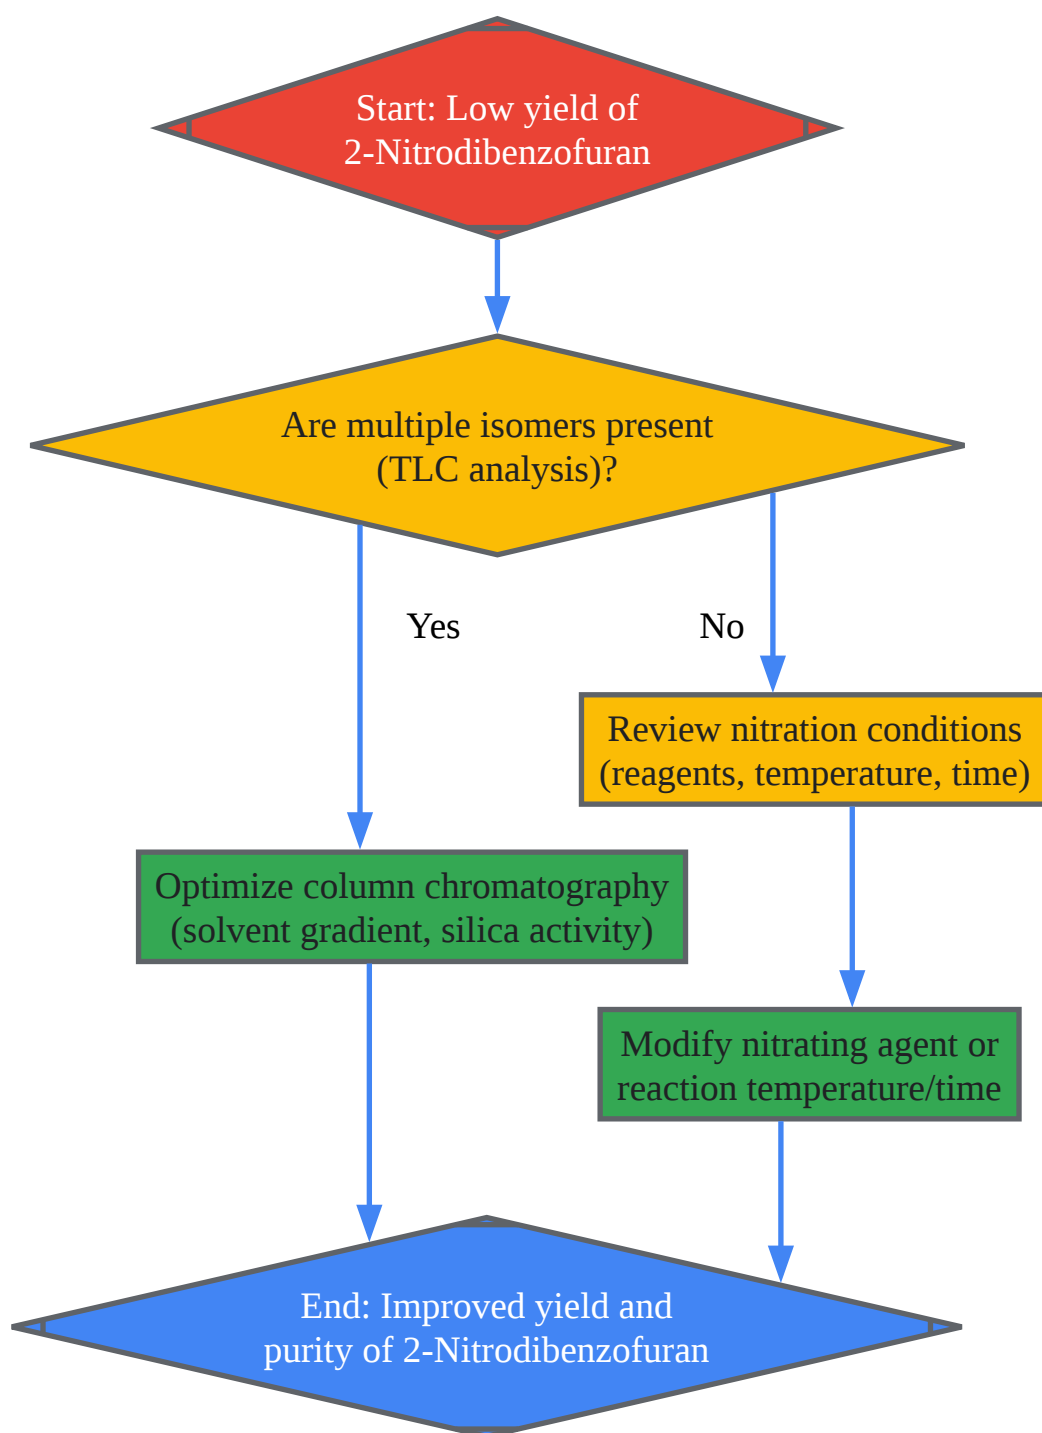 Start: Low yield of
2-Nitrodibenzofuran
Are multiple isomers present
(TLC analysis)?
Yes
No
Review nitration conditions
(reagents, temperature, time)
Optimize column chromatography
(solvent gradient, silica activity)
Modify nitrating agent or
reaction temperature/time
End: Improved yield and
purity of 2-Nitrodibenzofuran